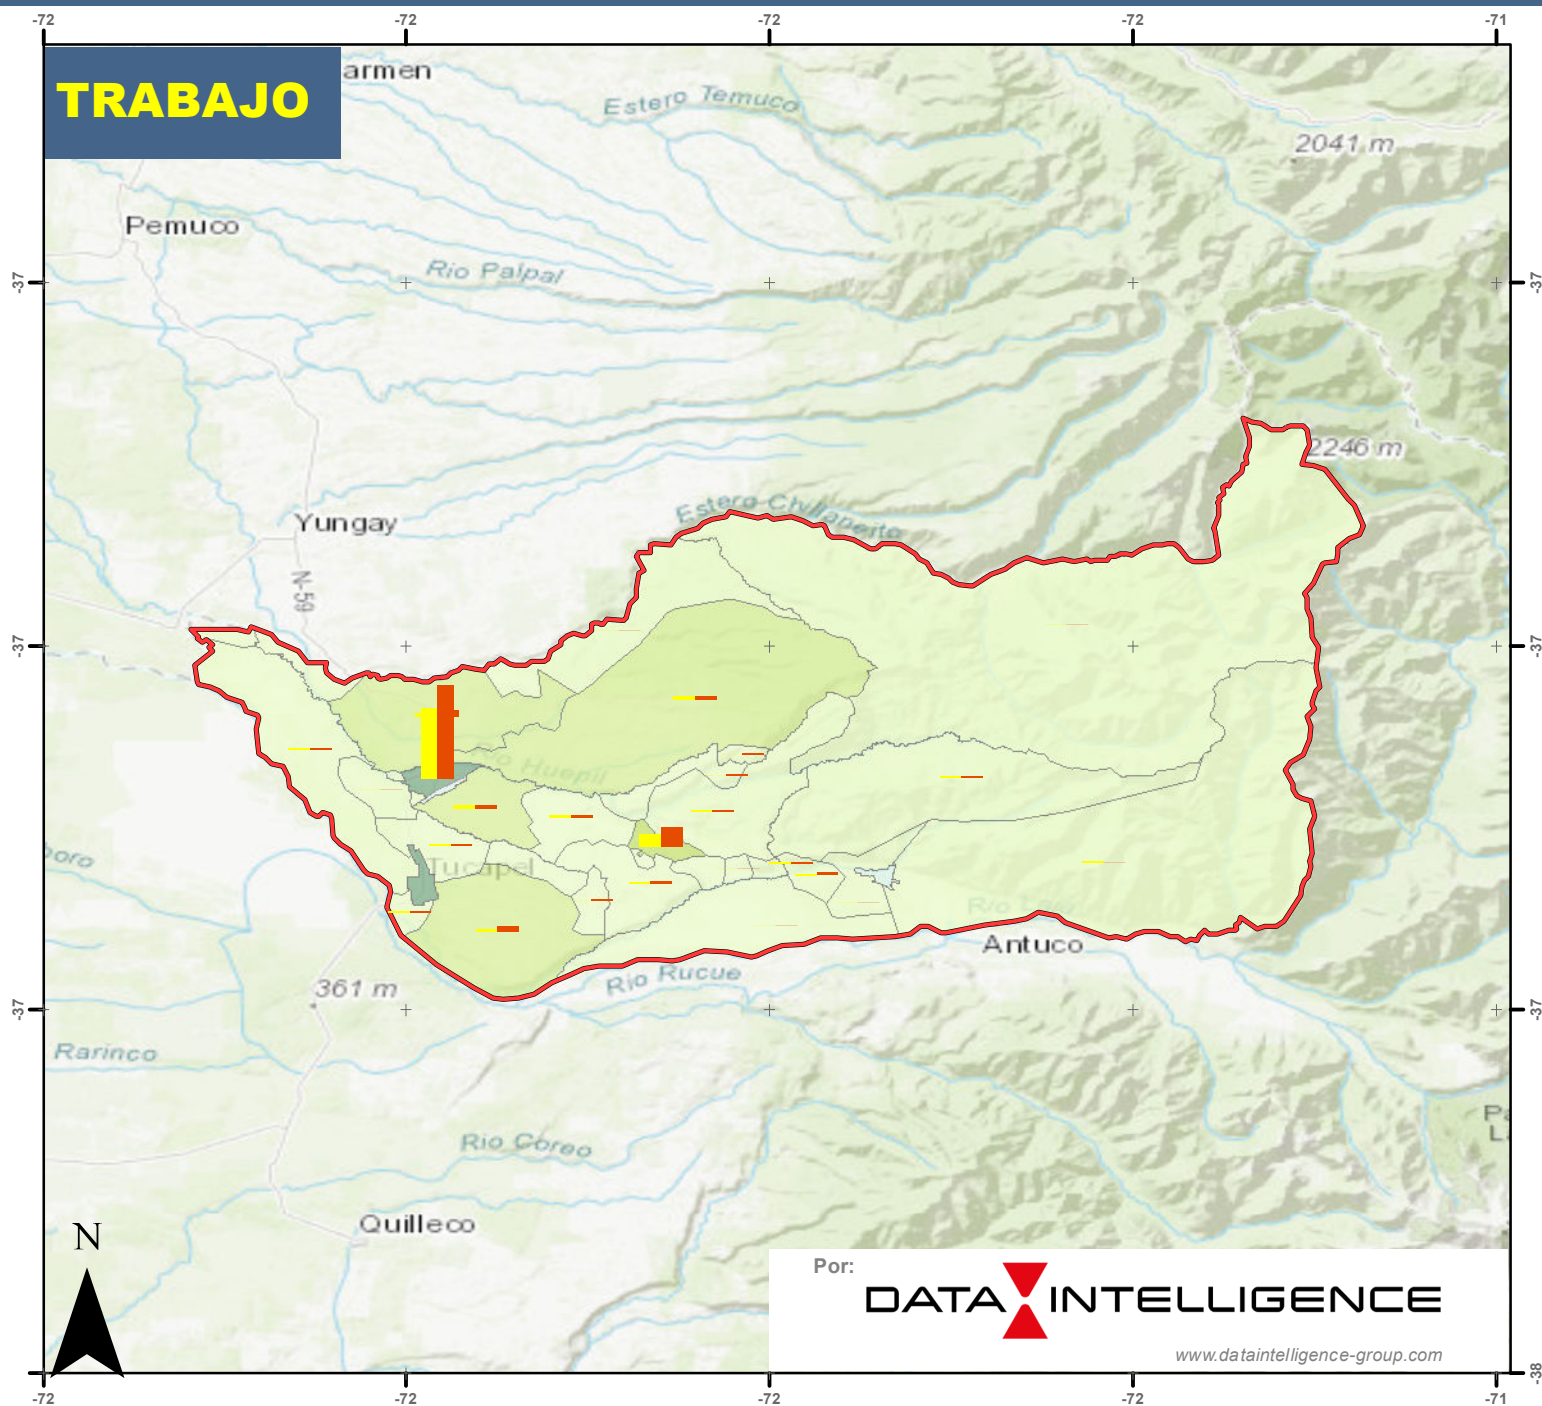 -72 -72 -72 -72 -71
TRABAJO
armen
Estero Temuco
2041 m
Pemuco
Rio Palpal
-37 -37
2246 m
Estero Chillaneito
Yungay
N-59
-37 -37
Huepil
Tucapel
Antuco
Rio Rucue
361 m
-37 -37
Rarinco
Rio Coreo
Quilleco
N
Por:
DATA INTELLIGENCE
www.dataintelligence-group.com
-38
-72 -72 -72 -72 -71